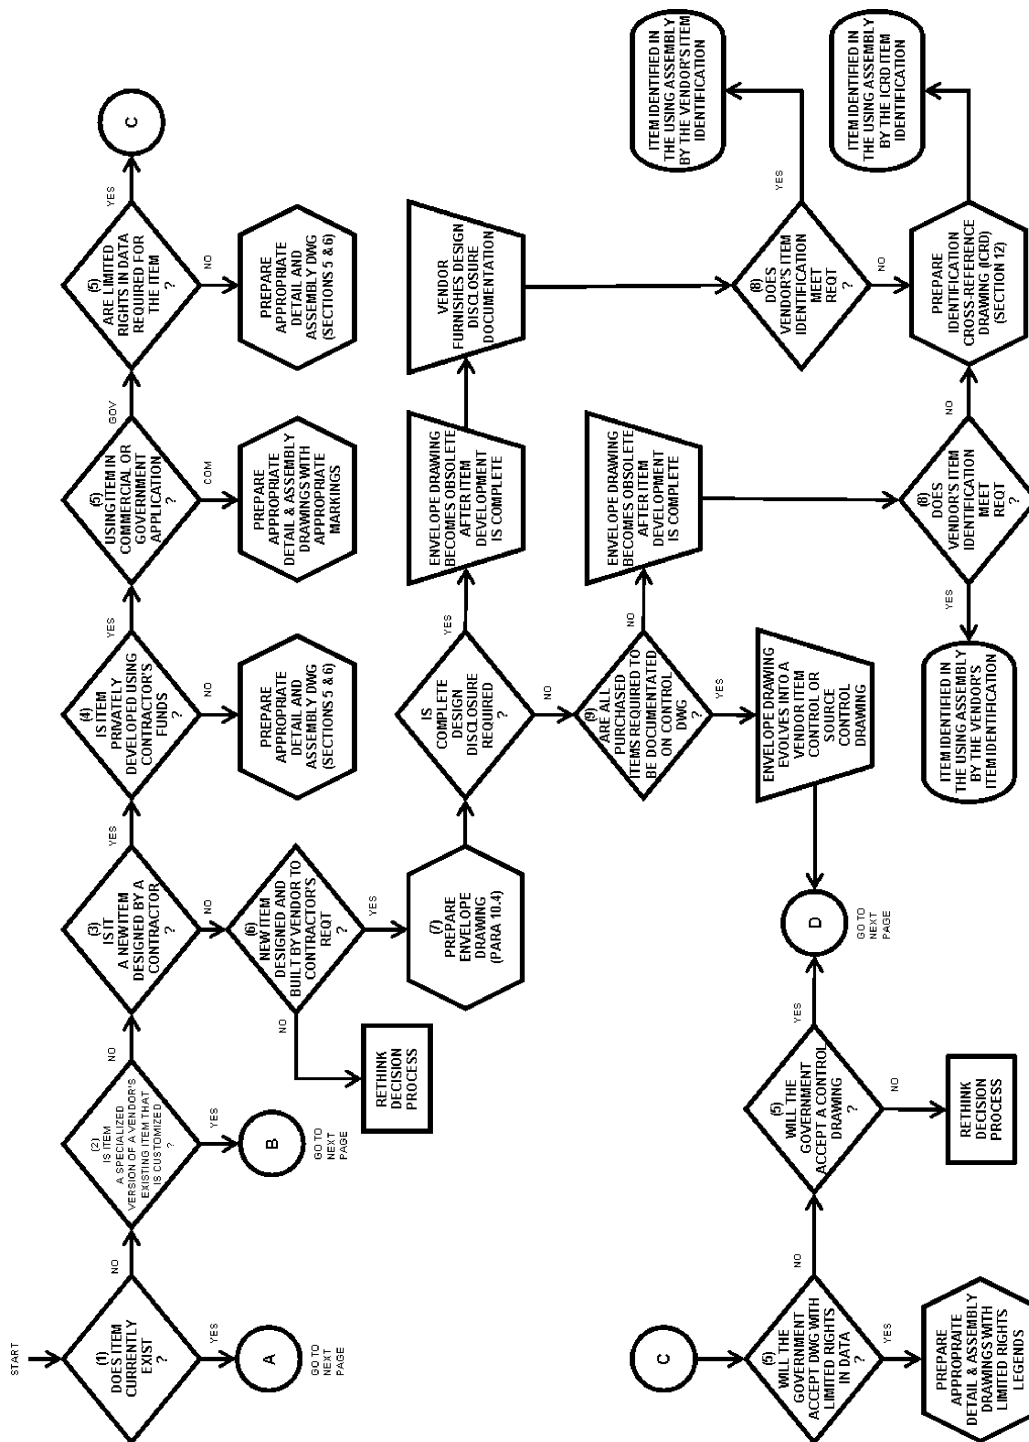 START
(1)
DOES ITEM
CURRENTLY
EXIST
?
NO
YES
A
GO TO
NEXT
PAGE
(2)
IS ITEM
A SPECIALIZED
VERSION OF A VENDOR'S
EXISTING ITEM THAT
IS CUSTOMIZED
?
NO
YES
B
GO TO
NEXT
PAGE
(3)
IS IT
A NEW ITEM
DESIGNED BY A
CONTRACTOR
?
YES
NO
(4)
IS ITEM
PRIVATELY
DEVELOPED USING
CONTRACTOR'S
FUNDS
?
YES
NO
PREPARE
APPROPRIATE
DETAIL AND
ASSEMBLY DWG
(SECTIONS 5 & 6)
(5)
USING ITEM IN
COMMERCIAL OR
GOVERNMENT
APPLICATION
?
GOV
COM
PREPARE
APPROPRIATE
DETAIL & ASSEMBLY
DRAWINGS WITH
APPROPRIATE
MARKINGS
(5)
ARE LIMITED
RIGHTS IN DATA
REQUIRED FOR
THE ITEM
?
YES
NO
C
PREPARE
APPROPRIATE
DETAIL AND
ASSEMBLY DWG
(SECTIONS 5 & 6)
(6)
NEW ITEM
DESIGNED AND
BUILT BY VENDOR TO
CONTRACTOR'S
REQT
?
NO
YES
RETHINK
DECISION
PROCESS
(7)
PREPARE
ENVELOPE
DRAWING
(PARA 10.4)
IS
COMPLETE
DESIGN
DISCLOSURE
REQUIRED
?
YES
NO
ENVELOPE DRAWING
BECOMES OBSOLETE
AFTER ITEM
DEVELOPMENT
IS COMPLETE
VENDOR
FURNISHES DESIGN
DISCLOSURE
DOCUMENTATION
(9)
ARE ALL
PURCHASED
ITEMS REQUIRED TO
BE DOCUMENTATED
ON CONTROL
DWG
?
NO
YES
ENVELOPE DRAWING
BECOMES OBSOLETE
AFTER ITEM
DEVELOPMENT
IS COMPLETE
ENVELOPE DRAWING
EVOLVES INTO A
VENDOR ITEM
CONTROL OR
SOURCE
CONTROL
DRAWING
(8)
DOES
VENDOR'S ITEM
IDENTIFICATION
MEET
REQT
?
YES
NO
ITEM IDENTIFIED IN
THE USING ASSEMBLY
BY THE VENDOR'S ITEM
IDENTIFICATION
PREPARE
IDENTIFICATION
CROSS-REFERENCE
DRAWING (ICRD)
(SECTION 12)
ITEM IDENTIFIED IN
THE USING ASSEMBLY
BY THE ICRD ITEM
IDENTIFICATION
(8)
DOES
VENDOR'S ITEM
IDENTIFICATION
MEET
REQT
?
NO
YES
ITEM IDENTIFIED IN
THE USING ASSEMBLY
BY THE VENDOR'S
ITEM IDENTIFICATION
C
(5)
WILL THE
GOVERNMENT
ACCEPT DWG WITH
LIMITED RIGHTS
IN DATA
?
NO
YES
PREPARE
APPROPRAITE
DETAIL & ASSEMBLY
DRAWINGS WITH
LIMITED RIGHTS
LEGENDS
(5)
WILL THE
GOVERNMENT
ACCEPT A CONTROL
DRAWING
?
YES
NO
RETHINK
DECISION
PROCESS
D
GO TO
NEXT
PAGE